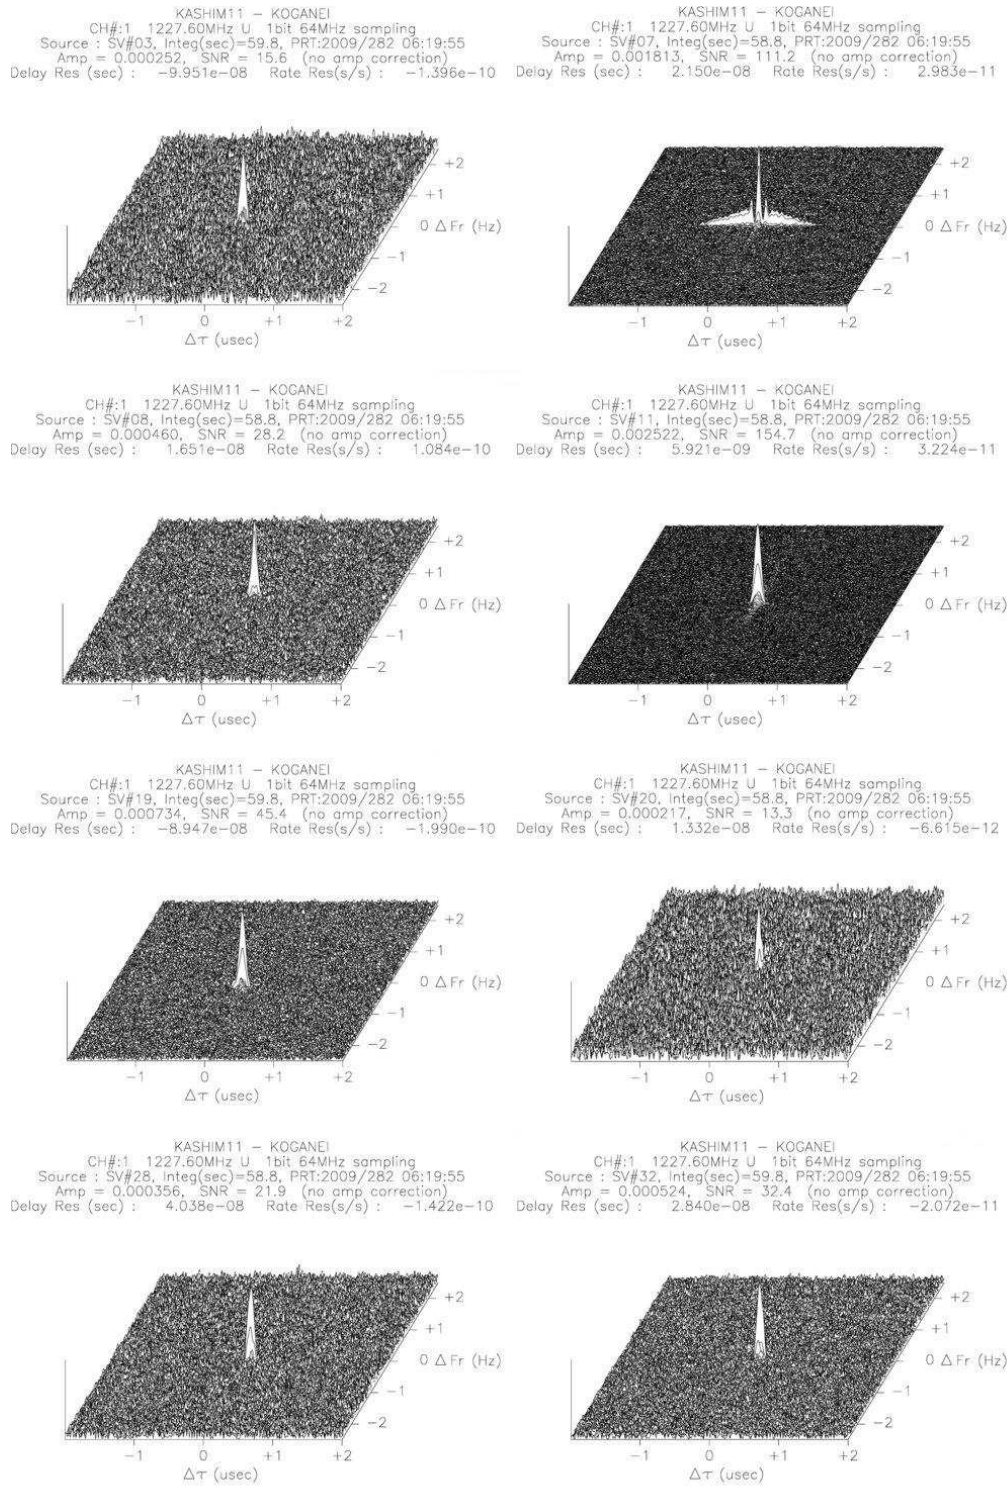 KASHIM11 – KOGANEI
CH#:1 1227.60MHz U 1bit 64MHz sampling
Source : SV#03, Integ(sec)=59.8, PRT:2009/282 06:19:55
Amp = 0.000252, SNR = 15.6 (no amp correction)
Delay Res (sec) : −9.951e−08 Rate Res(s/s) : −1.396e−10
+2
+1
0 ΔFr (Hz)
−1
−2
−1 0 +1 +2
Δτ (usec)
KASHIM11 – KOGANEI
CH#:1 1227.60MHz U 1bit 64MHz sampling
Source : SV#07, Integ(sec)=58.8, PRT:2009/282 06:19:55
Amp = 0.001813, SNR = 111.2 (no amp correction)
Delay Res (sec) : 2.150e−08 Rate Res(s/s) : 2.983e−11
+2
+1
0 ΔFr (Hz)
−1
−2
−1 0 +1 +2
Δτ (usec)
KASHIM11 – KOGANEI
CH#:1 1227.60MHz U 1bit 64MHz sampling
Source : SV#08, Integ(sec)=58.8, PRT:2009/282 06:19:55
Amp = 0.000460, SNR = 28.2 (no amp correction)
Delay Res (sec) : 1.651e−08 Rate Res(s/s) : 1.084e−10
+2
+1
0 ΔFr (Hz)
−1
−2
−1 0 +1 +2
Δτ (usec)
KASHIM11 – KOGANEI
CH#:1 1227.60MHz U 1bit 64MHz sampling
Source : SV#11, Integ(sec)=58.8, PRT:2009/282 06:19:55
Amp = 0.002522, SNR = 154.7 (no amp correction)
Delay Res (sec) : 5.921e−09 Rate Res(s/s) : 3.224e−11
+2
+1
0 ΔFr (Hz)
−1
−2
−1 0 +1 +2
Δτ (usec)
KASHIM11 – KOGANEI
CH#:1 1227.60MHz U 1bit 64MHz sampling
Source : SV#19, Integ(sec)=59.8, PRT:2009/282 06:19:55
Amp = 0.000734, SNR = 45.4 (no amp correction)
Delay Res (sec) : −8.947e−08 Rate Res(s/s) : −1.990e−10
+2
+1
0 ΔFr (Hz)
−1
−2
−1 0 +1 +2
Δτ (usec)
KASHIM11 – KOGANEI
CH#:1 1227.60MHz U 1bit 64MHz sampling
Source : SV#20, Integ(sec)=58.8, PRT:2009/282 06:19:55
Amp = 0.000217, SNR = 13.3 (no amp correction)
Delay Res (sec) : 1.332e−08 Rate Res(s/s) : −6.615e−12
+2
+1
0 ΔFr (Hz)
−1
−2
−1 0 +1 +2
Δτ (usec)
KASHIM11 – KOGANEI
CH#:1 1227.60MHz U 1bit 64MHz sampling
Source : SV#28, Integ(sec)=58.8, PRT:2009/282 06:19:55
Amp = 0.000356, SNR = 21.9 (no amp correction)
Delay Res (sec) : 4.038e−08 Rate Res(s/s) : −1.422e−10
+2
+1
0 ΔFr (Hz)
−1
−2
−1 0 +1 +2
Δτ (usec)
KASHIM11 – KOGANEI
CH#:1 1227.60MHz U 1bit 64MHz sampling
Source : SV#32, Integ(sec)=59.8, PRT:2009/282 06:19:55
Amp = 0.000524, SNR = 32.4 (no amp correction)
Delay Res (sec) : 2.840e−08 Rate Res(s/s) : −2.072e−11
+2
+1
0 ΔFr (Hz)
−1
−2
−1 0 +1 +2
Δτ (usec)